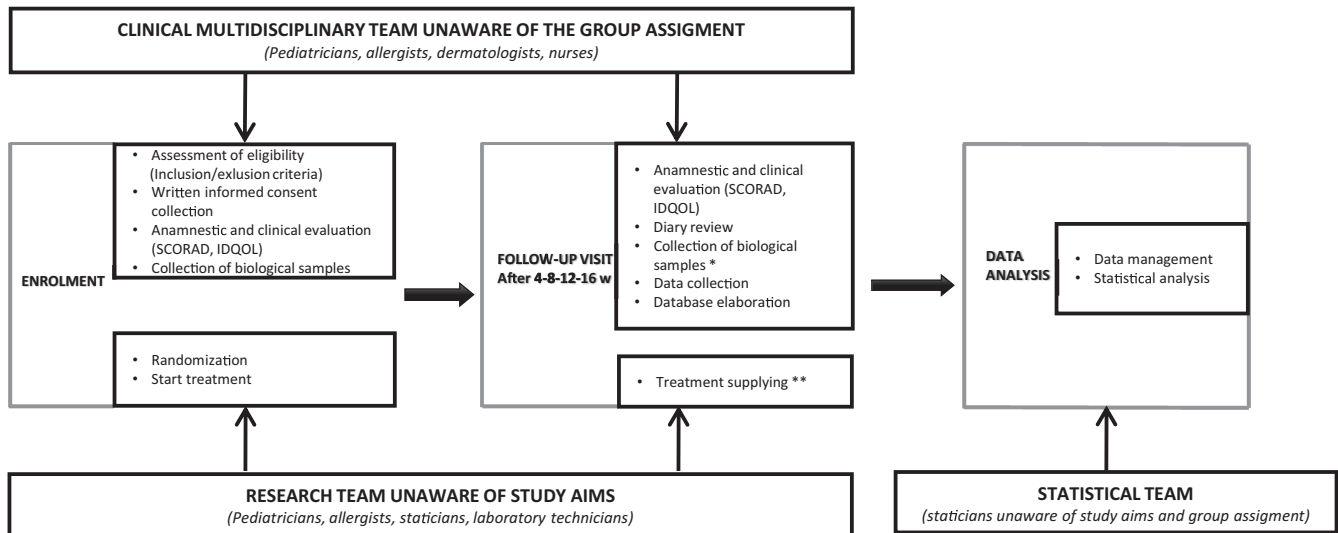 CLINICAL MULTIDISCIPLINARY TEAM UNAWARE OF THE GROUP ASSIGMENT
(Pediatricians, allergists, dermatologists, nurses)
ENROLMENT
• Assessment of eligibility
(Inclusion/exlusion criteria)
• Written informed consent
collection
• Anamnestic and clinical evaluation
(SCORAD, IDQOL)
• Collection of biological samples
• Randomization
• Start treatment
FOLLOW-UP VISIT
After 4-8-12-16 w
• Anamnestic and clinical
evaluation (SCORAD,
IDQOL)
• Diary review
• Collection of biological
samples *
• Data collection
• Database elaboration
• Treatment supplying **
DATA
ANALYSIS
• Data management
• Statistical analysis
RESEARCH TEAM UNAWARE OF STUDY AIMS
(Pediatricians, allergists, staticians, laboratory technicians)
STATISTICAL TEAM
(staticians unaware of study aims and group assigment)